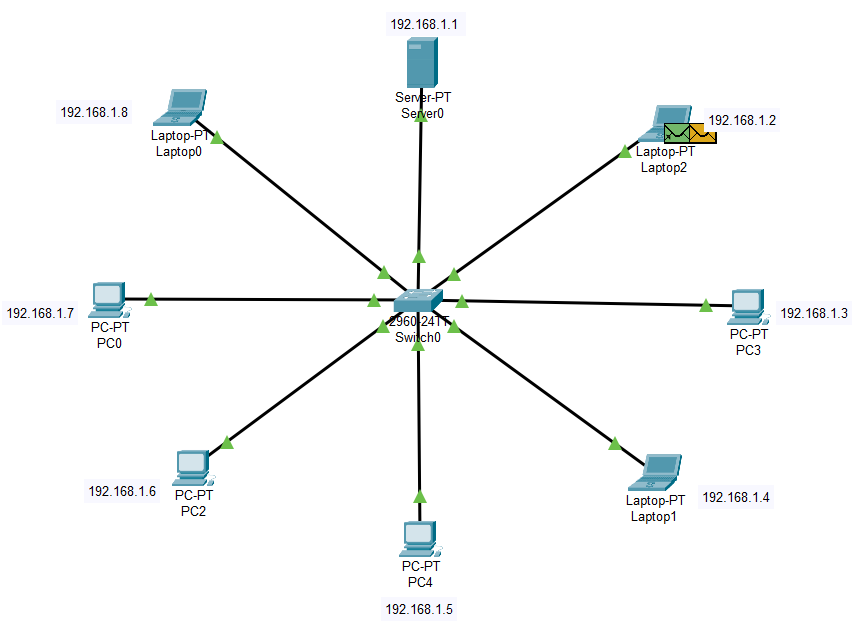 192.168.1.1
Server-PT
Server0
192.168.1.8
Laptop-PT
Laptop0
192.168.1.2
Laptop-PT
Laptop2
192.168.1.7
PC-PT
PC0
2960-24TT
Switch0
192.168.1.3
PC-PT
PC3
192.168.1.6
PC-PT
PC2
192.168.1.4
Laptop-PT
Laptop1
PC-PT
PC4
192.168.1.5